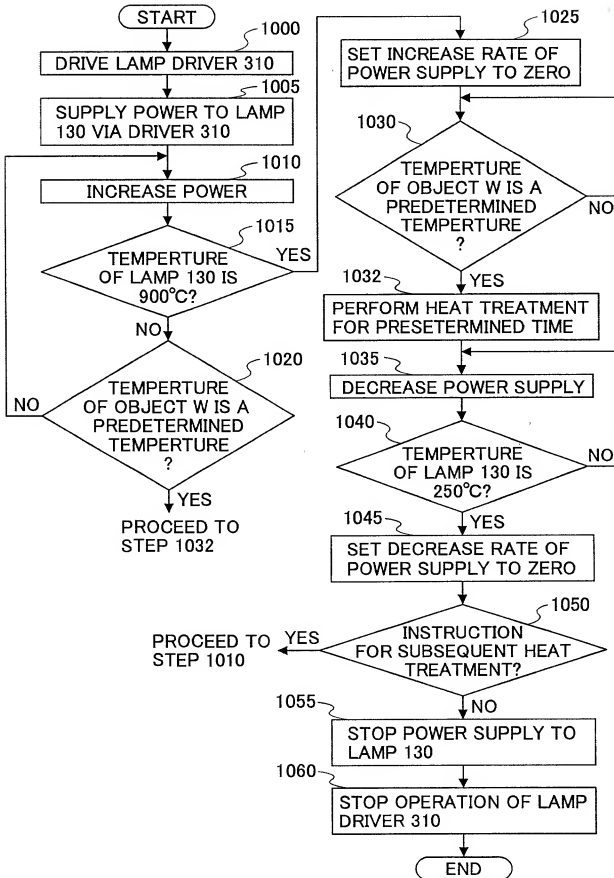 START
1000
DRIVE LAMP DRIVER 310
1005
SUPPLY POWER TO LAMP
130 VIA DRIVER 310
1010
INCREASE POWER
1015
TEMPERTURE
OF LAMP 130 IS
900°C?
YES
NO
1020
TEMPERTURE
OF OBJECT W IS A
PREDETERMINED
TEMPERTURE
?
NO
YES
PROCEED TO
STEP 1032
1025
SET INCREASE RATE OF
POWER SUPPLY TO ZERO
1030
TEMPERTURE
OF OBJECT W IS A
PREDETERMINED
TEMPERTURE
?
NO
YES
1032
PERFORM HEAT TREATMENT
FOR PRESETERMINED TIME
1035
DECREASE POWER SUPPLY
1040
TEMPERTURE
OF LAMP 130 IS
250°C?
NO
YES
1045
SET DECREASE RATE OF
POWER SUPPLY TO ZERO
1050
INSTRUCTION
FOR SUBSEQUENT HEAT
TREATMENT?
YES
PROCEED TO
STEP 1010
NO
1055
STOP POWER SUPPLY TO
LAMP 130
1060
STOP OPERATION OF LAMP
DRIVER 310
END